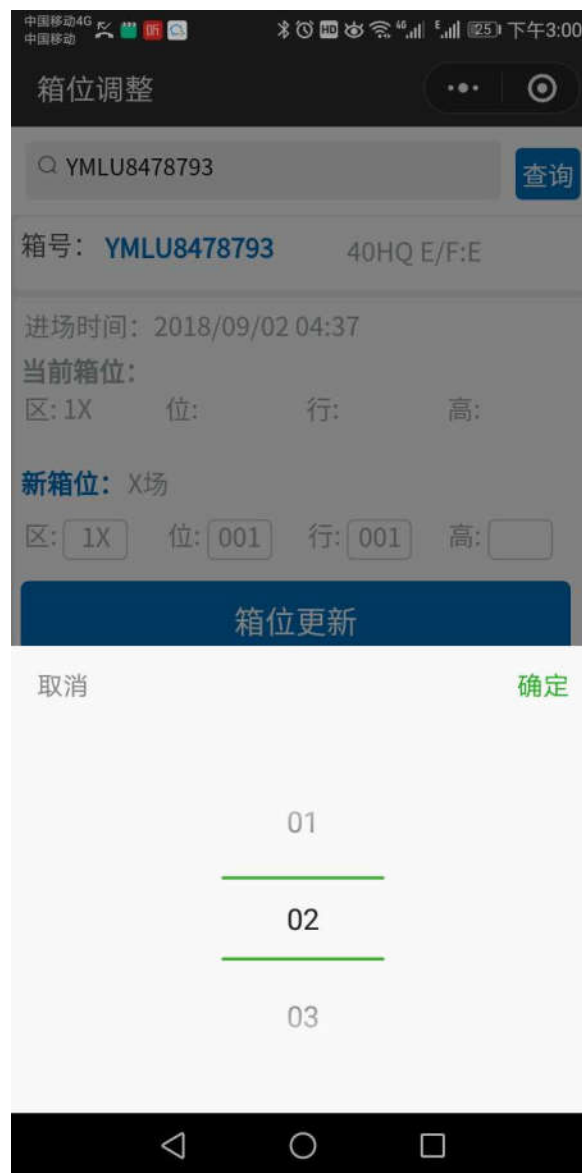 中国移动4G 46 E 25 下午3:00
中国移动
箱位调整
YMLU8478793 查询
箱号: YMLU8478793 40HQ E/F:E
进场时间: 2018/09/02 04:37
当前箱位:
区: 1X 位: 行: 高:
新箱位: X场
区: 1X 位: 001 行: 001 高:
箱位更新
取消 确定
01
02
03